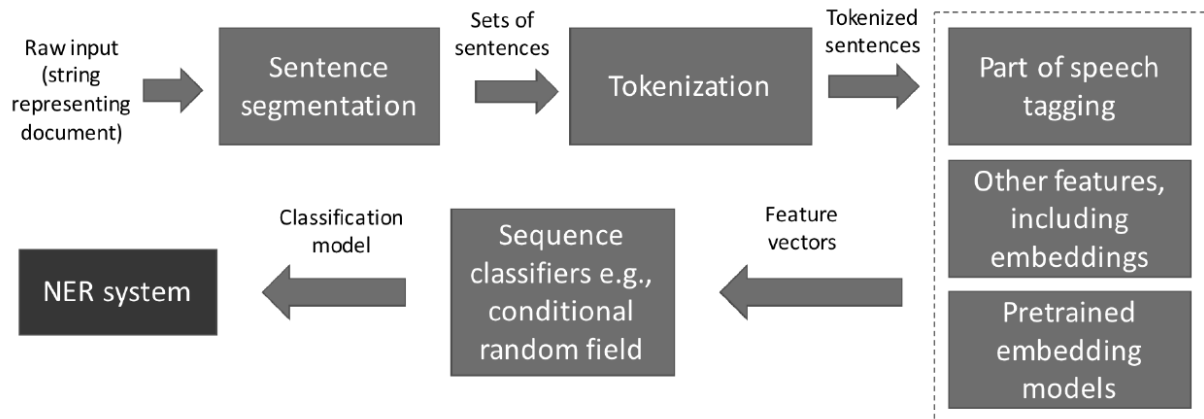 Raw input
(string
representing
document)
Sentence
segmentation
Sets of
sentences
Tokenization
Tokenized
sentences
Part of speech
tagging
Other features,
including
embeddings
Pretrained
embedding
models
Feature
vectors
Sequence
classifiers e.g.,
conditional
random field
Classification
model
NER system